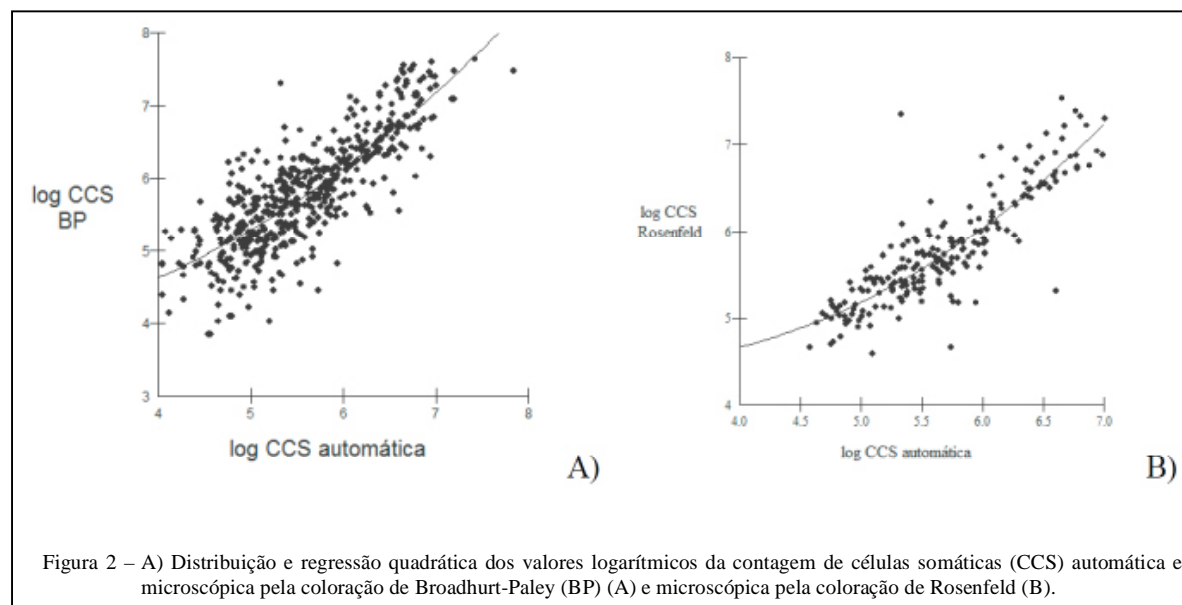 8
7
6
5
4
3
log CCS
BP
4
5
6
7
8
log CCS automática
A)
8
7
6
5
4
log CCS
Rosenfeld
4.0
4.5
5.0
5.5
6.0
6.5
7.0
log CCS automática
B)
Figura 2 – A) Distribuição e regressão quadrática dos valores logarítmicos da contagem de células somáticas (CCS) automática e
microscópica pela coloração de Broadhurt-Paley (BP) (A) e microscópica pela coloração de Rosenfeld (B).